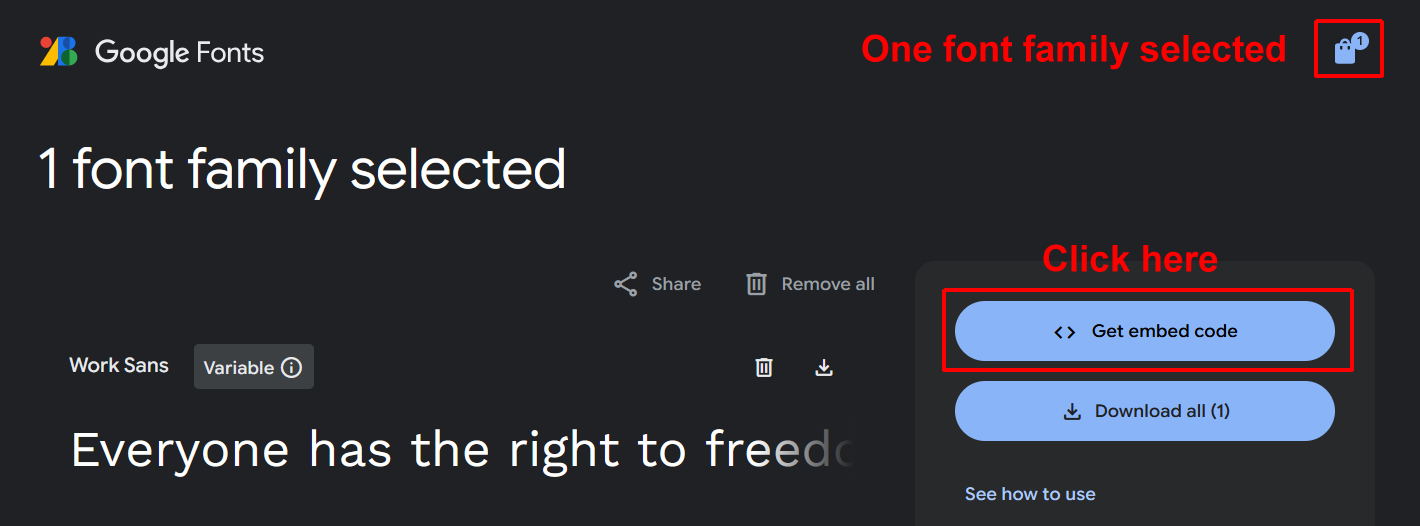 Google Fonts
One font family selected
1
1 font family selected
Click here
Share
Remove all
Get embed code
Work Sans
Variable
Download all (1)
Everyone has the right to freed
See how to use